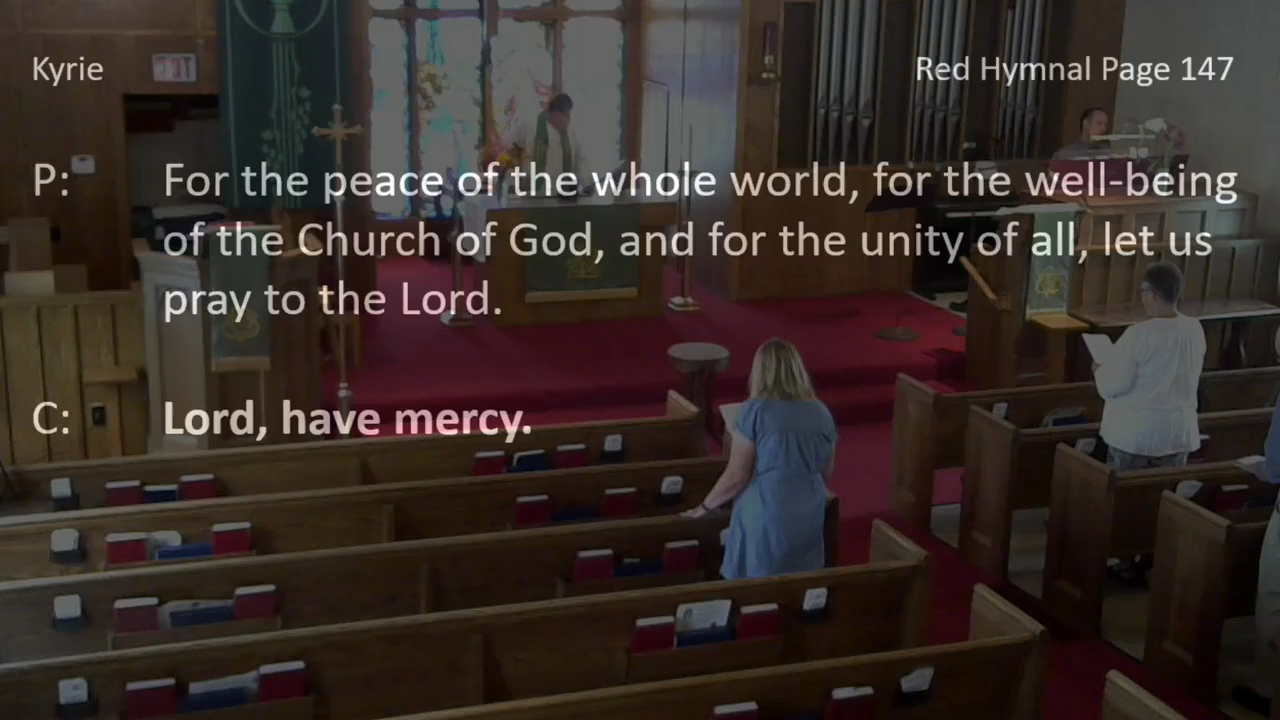 Kyrie
Red Hymnal Page 147
P: For the peace of the whole world, for the well-being
of the Church of God, and for the unity of all, let us
pray to the Lord.
C: Lord, have mercy.